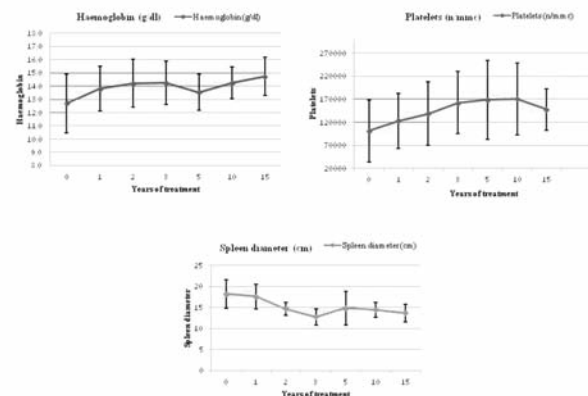 Haemoglobin (g/dl) Haemoglobin(g/dl)
18.0
17.0
16.0
15.0
14.0
13.0
12.0
11.0
10.0
9.0
8.0
Haemoglobin
0 1 2 3 5 10 15
Years of treatment
Platelets (n/mmc) Platelets(n/mmc)
270000
220000
170000
120000
70000
20000
Platelets
0 1 2 3 5 10 15
Years of treatment
Spleen diameter (cm) Spleen diameter(cm)
25
20
15
10
5
0
Spleen diameter
0 1 2 3 5 10 15
Years of treatment